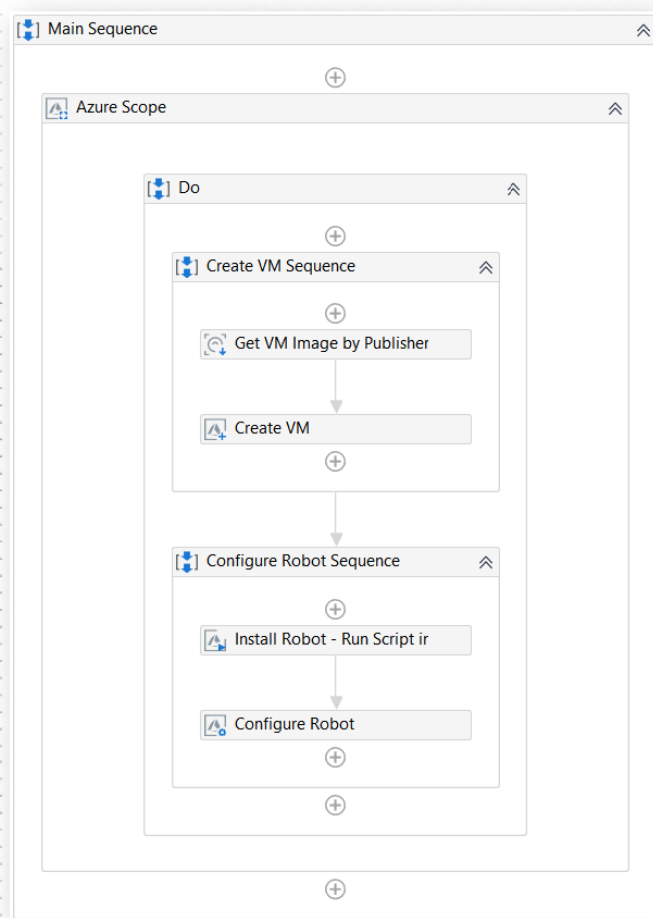 Main Sequence
Azure Scope
Do
Create VM Sequence
Get VM Image by Publisher
Create VM
Configure Robot Sequence
Install Robot - Run Script ir
Configure Robot